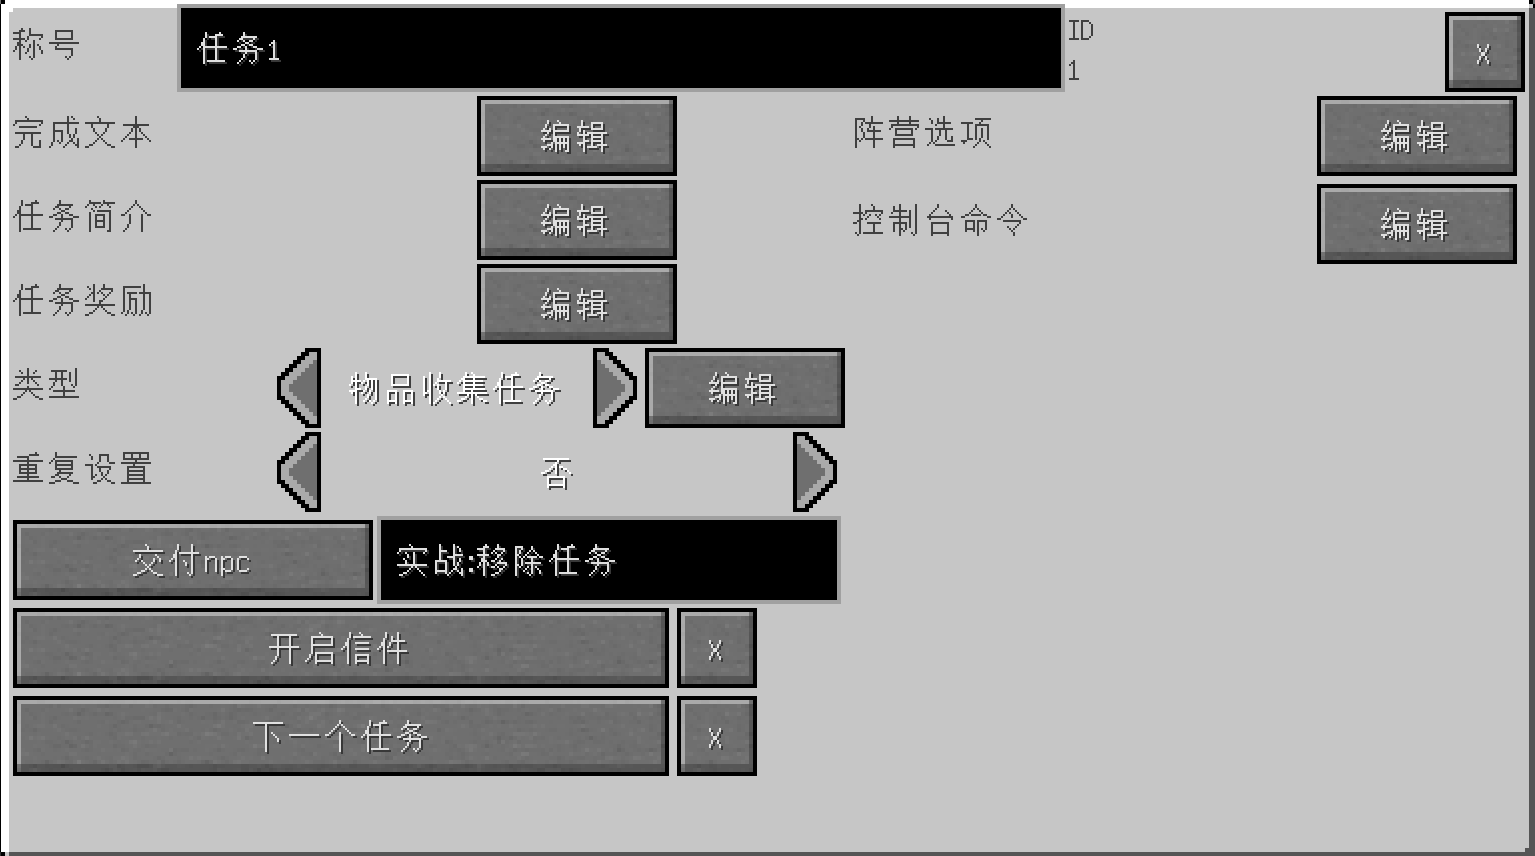 称号
任务1
ID
1
X
完成文本
编辑
阵营选项
编辑
任务简介
编辑
控制台命令
编辑
任务奖励
编辑
类型
物品收集任务
编辑
重复设置
否
交付npc
实战:移除任务
开启信件
X
下一个任务
X